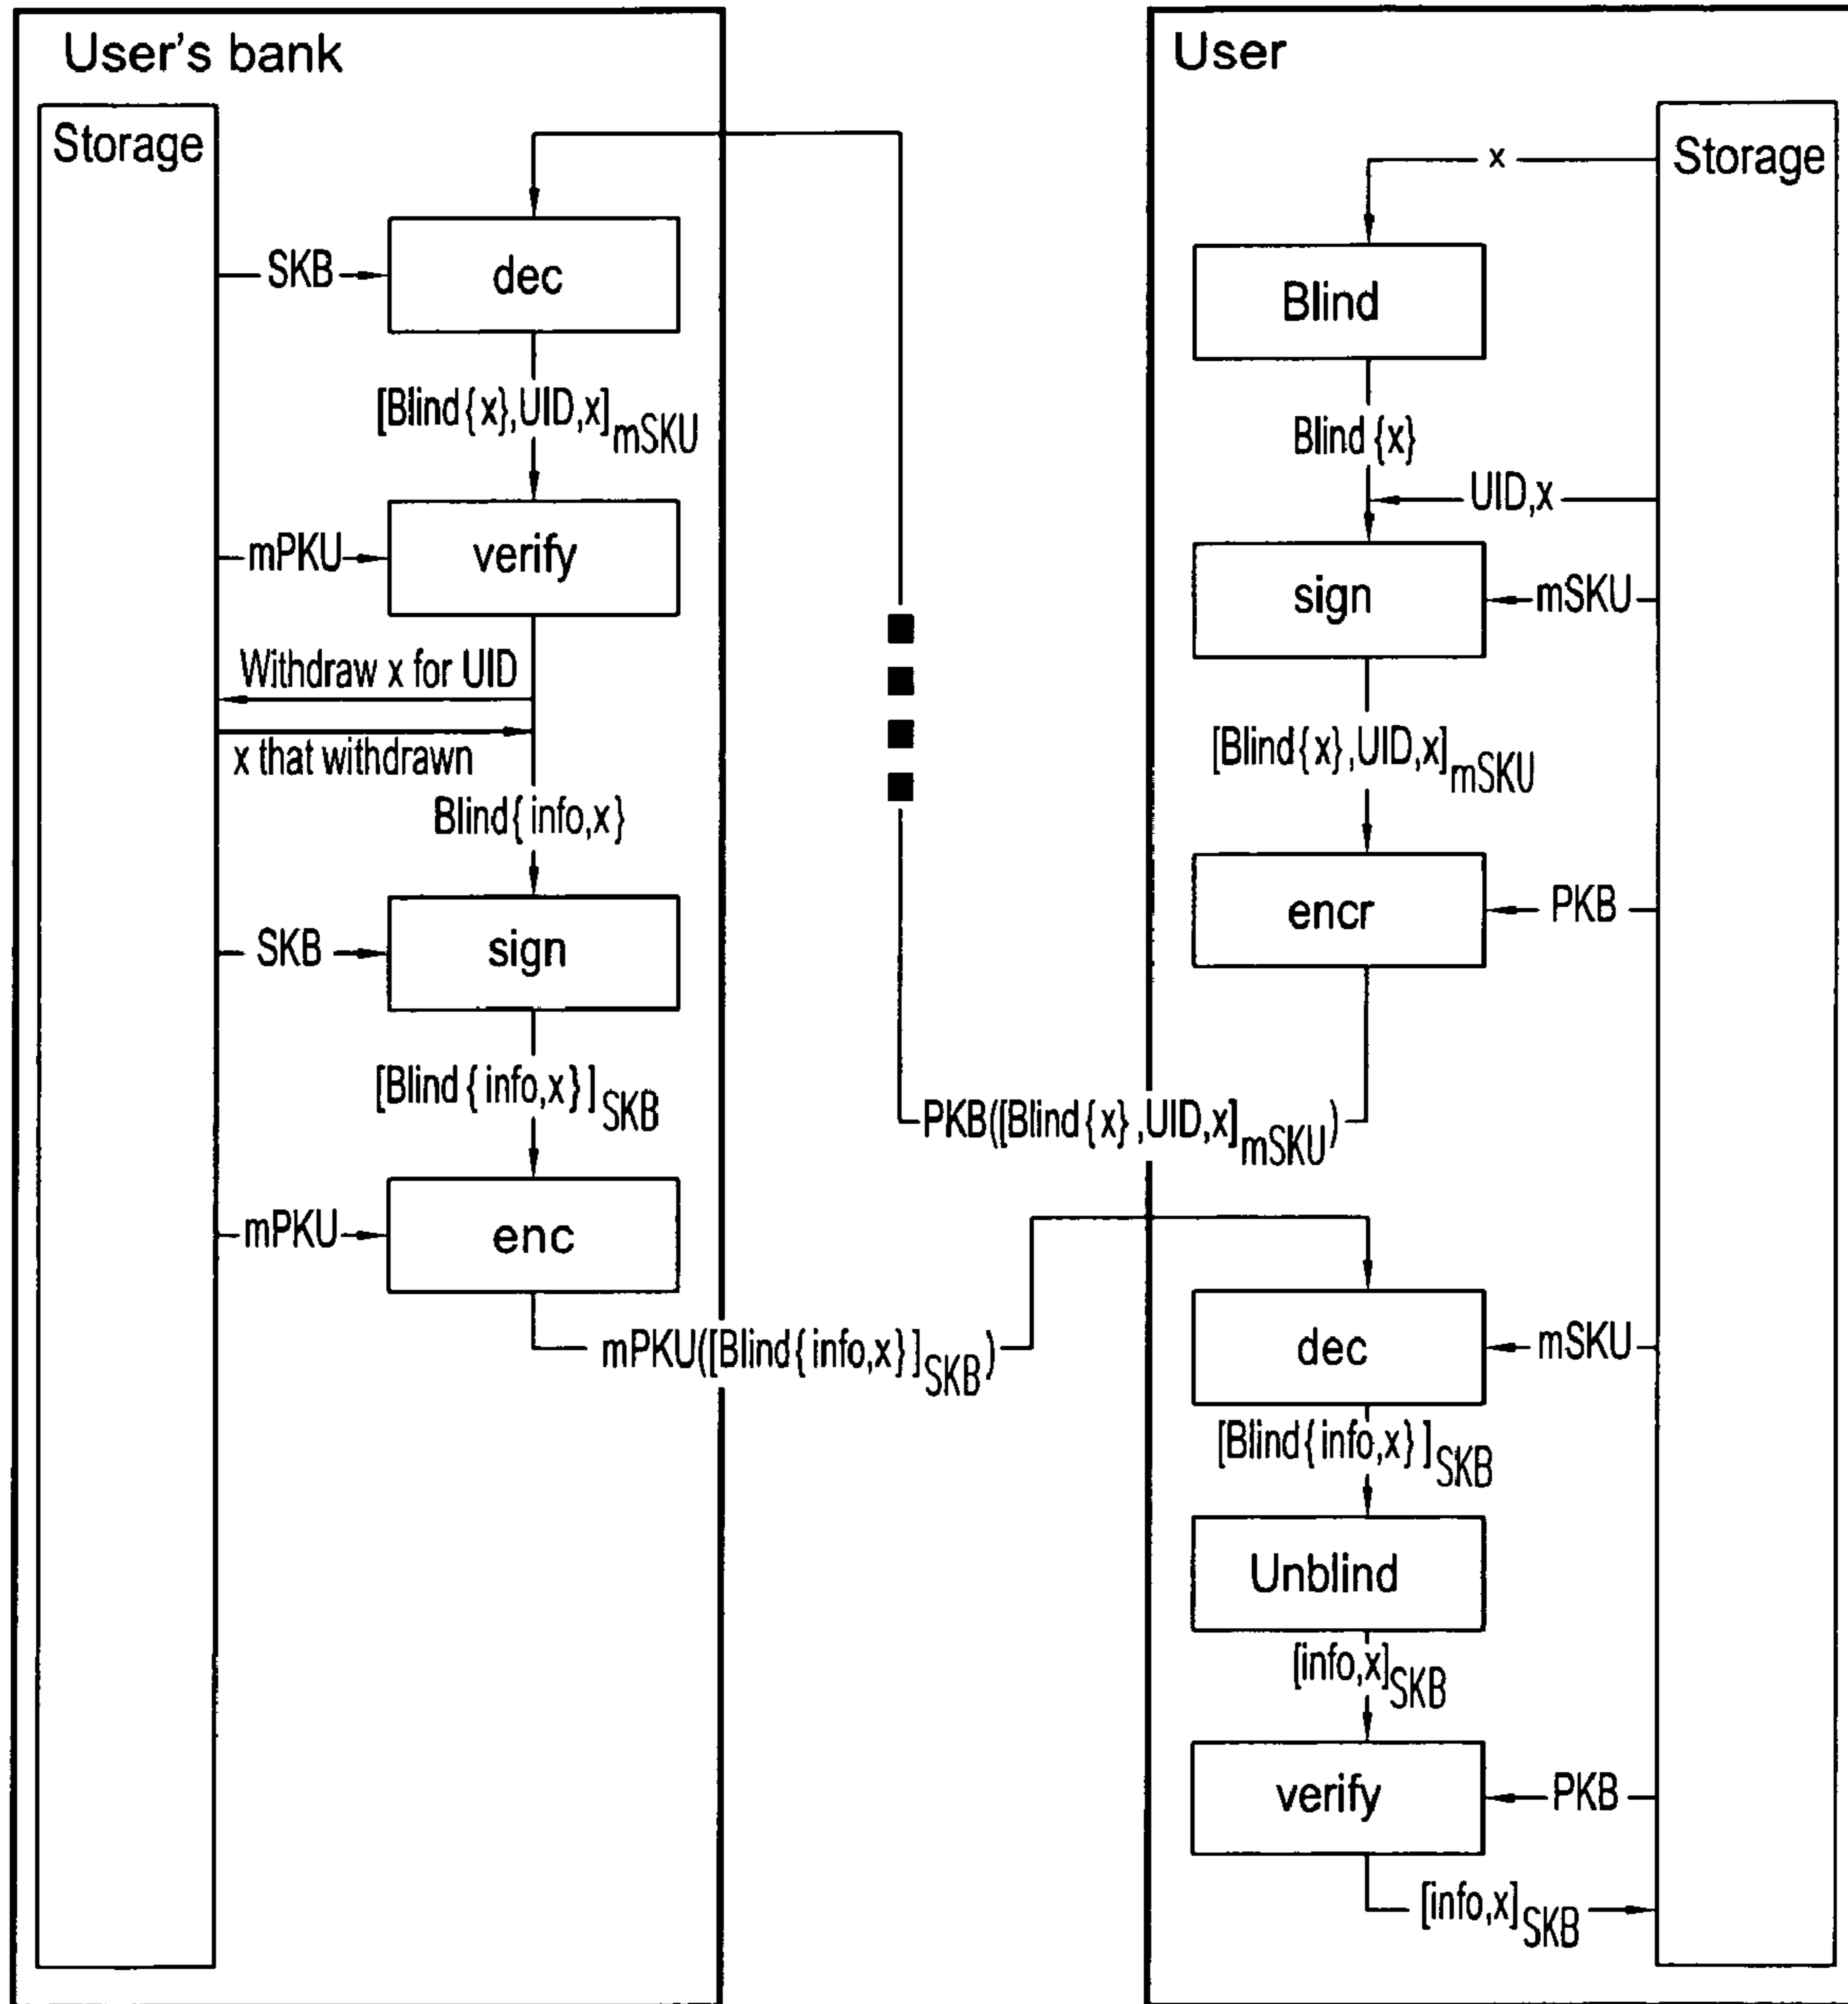 User's bank
Storage
SKB
dec
[Blind{x},UID,x]mSKU
mPKU
verify
Withdraw x for UID
x that withdrawn
Blind{info,x}
SKB
sign
[Blind{info,x}]SKB
mPKU
enc
mPKU([Blind{info,x}]SKB)
User
Storage
x
Blind
Blind{x}
UID,x
sign
mSKU
[Blind{x},UID,x]mSKU
encr
PKB
PKB([Blind{x},UID,x]mSKU)
dec
mSKU
[Blind{info,x}]SKB
Unblind
[info,x]SKB
verify
PKB
[info,x]SKB